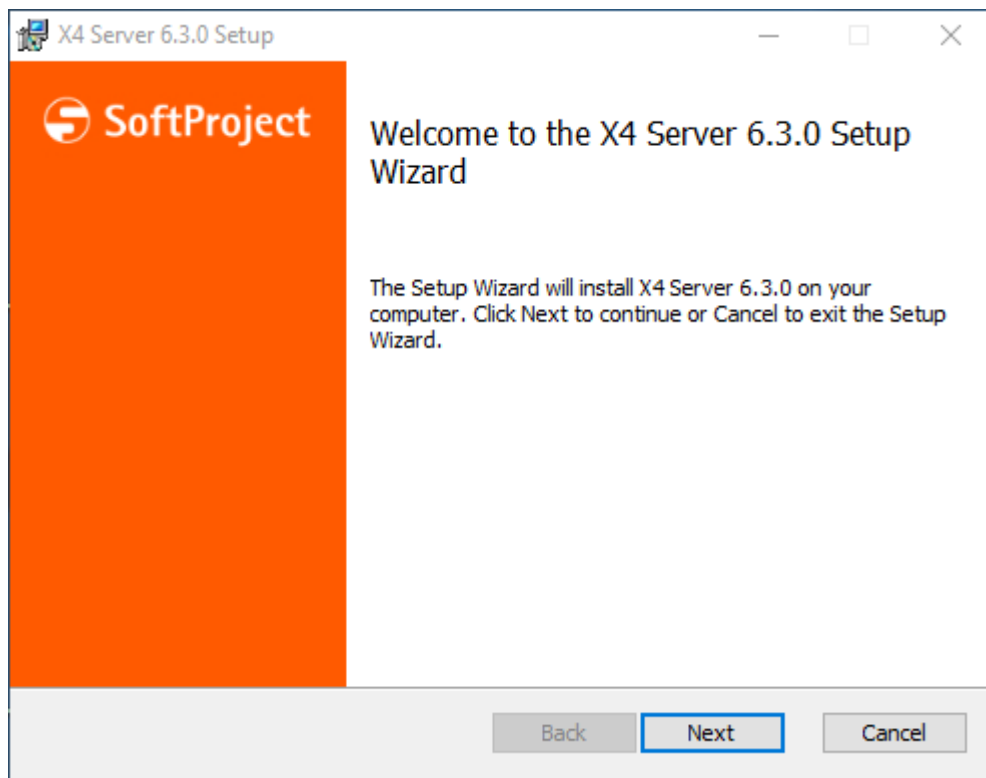 X4 Server 6.3.0 Setup
SoftProject
Welcome to the X4 Server 6.3.0 Setup
Wizard
The Setup Wizard will install X4 Server 6.3.0 on your
computer. Click Next to continue or Cancel to exit the Setup
Wizard.
Back Next Cancel